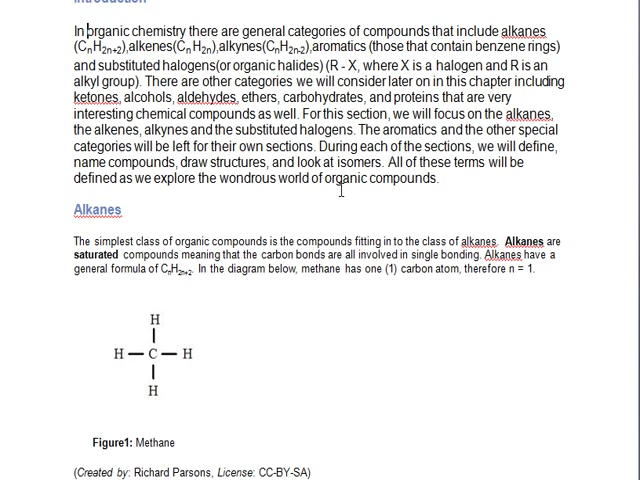 Introduction
In organic chemistry there are general categories of compounds that include alkanes
(CnH2n+2),alkenes(CnH2n),alkynes(CnH2n-2),aromatics (those that contain benzene rings)
and substituted halogens(or organic halides) (R - X, where X is a halogen and R is an
alkyl group). There are other categories we will consider later on in this chapter including
ketones, alcohols, aldehydes, ethers, carbohydrates, and proteins that are very
interesting chemical compounds as well. For this section, we will focus on the alkanes,
the alkenes, alkynes and the substituted halogens. The aromatics and the other special
categories will be left for their own sections. During each of the sections, we will define,
name compounds, draw structures, and look at isomers. All of these terms will be
defined as we explore the wondrous world of organic compounds.
Alkanes
The simplest class of organic compounds is the compounds fitting in to the class of alkanes. Alkanes are
saturated compounds meaning that the carbon bonds are all involved in single bonding. Alkanes have a
general formula of CnH2n+2. In the diagram below, methane has one (1) carbon atom, therefore n = 1.
H
H — C — H
H
Figure1: Methane
(Created by: Richard Parsons, License: CC-BY-SA)